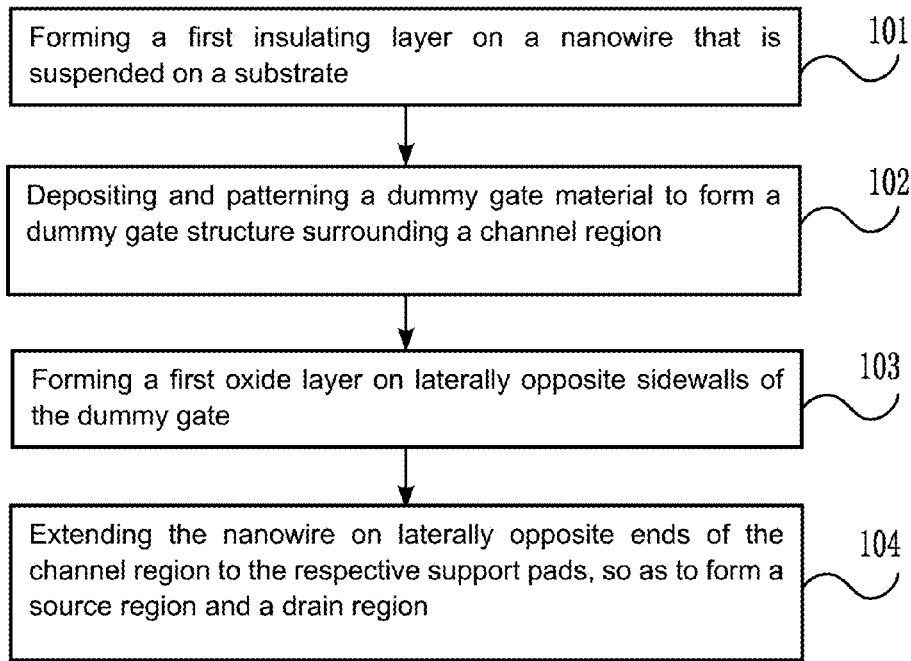 Forming a first insulating layer on a nanowire that is
suspended on a substrate
101
Depositing and patterning a dummy gate material to form a
dummy gate structure surrounding a channel region
102
Forming a first oxide layer on laterally opposite sidewalls of
the dummy gate
103
Extending the nanowire on laterally opposite ends of the
channel region to the respective support pads, so as to form a
source region and a drain region
104